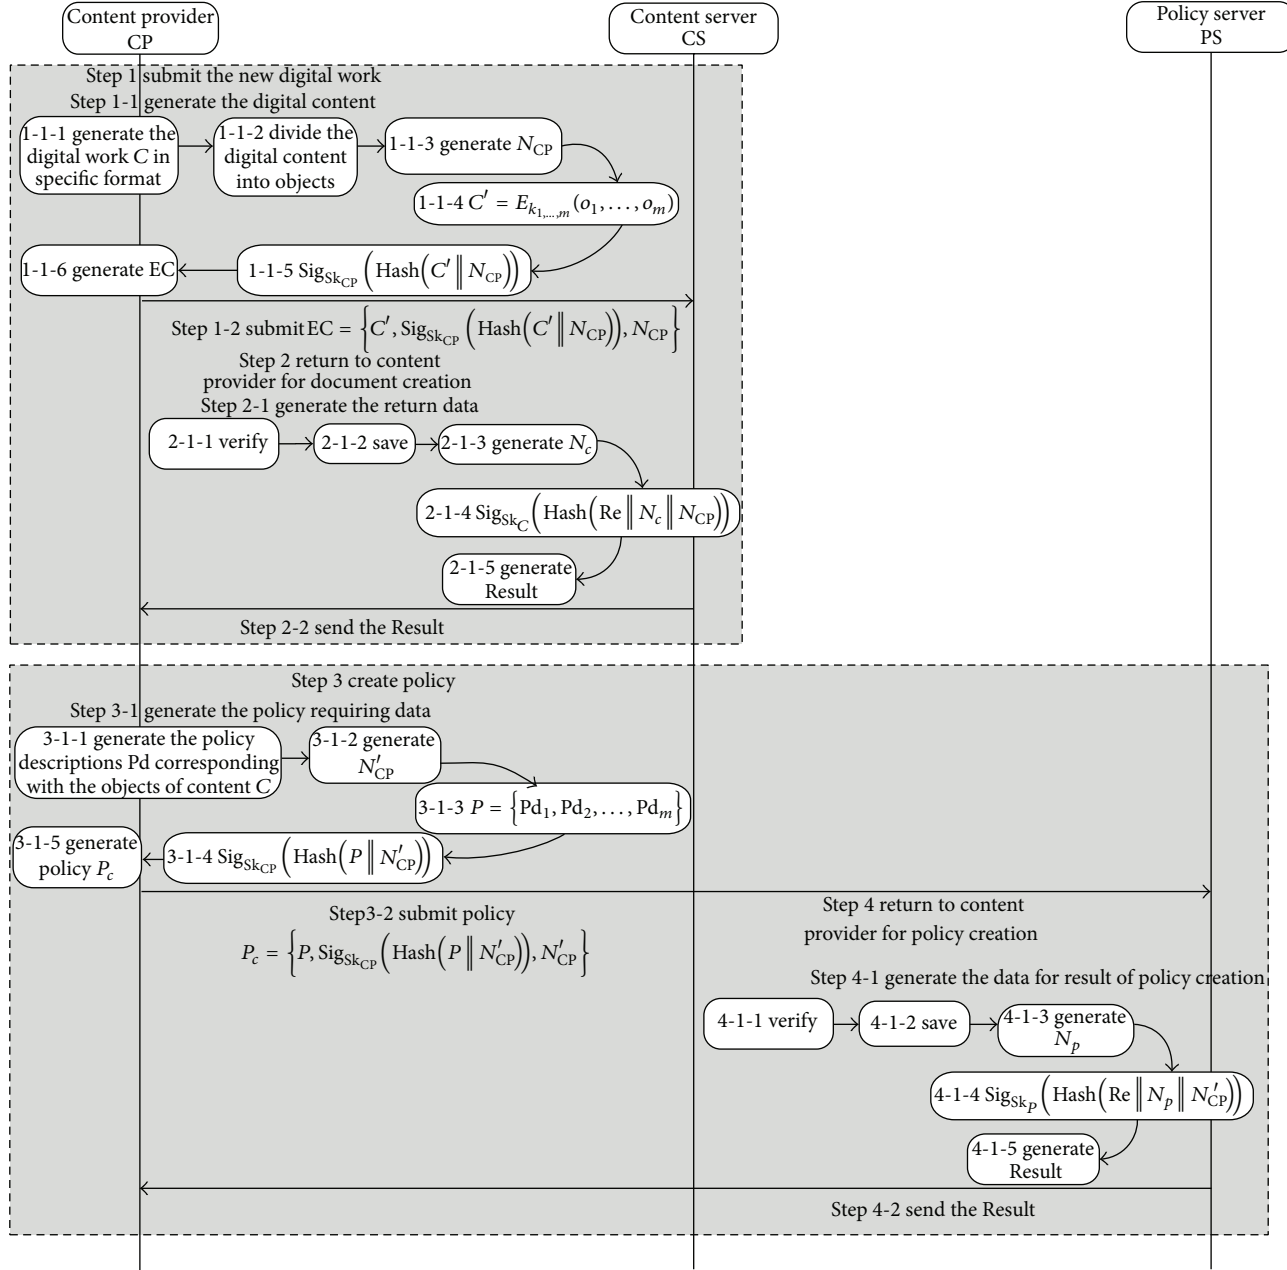 Content provider
CP
Content server
CS
Policy server
PS
Step 1 submit the new digital work
Step 1-1 generate the digital content
1-1-1 generate the
digital work C in
specific format
1-1-2 divide the
digital content
into objects
1-1-3 generate N_CP
1-1-4 C′ = E_{k_{1,...,m}}(o_1, . . . , o_m)
1-1-6 generate EC
1-1-5 Sig_{Sk_CP}(Hash(C′ ‖ N_CP))
Step 1-2 submit EC = {C′, Sig_{Sk_CP}(Hash(C′ ‖ N_CP)), N_CP}
Step 2 return to content
provider for document creation
Step 2-1 generate the return data
2-1-1 verify
2-1-2 save
2-1-3 generate N_c
2-1-4 Sig_{Sk_C}(Hash(Re ‖ N_c ‖ N_CP))
2-1-5 generate
Result
Step 2-2 send the Result
Step 3 create policy
Step 3-1 generate the policy requiring data
3-1-1 generate the policy
descriptions Pd corresponding
with the objects of content C
3-1-2 generate
N′_CP
3-1-3 P = {Pd_1, Pd_2, . . . , Pd_m}
3-1-5 generate
policy P_c
3-1-4 Sig_{Sk_CP}(Hash(P ‖ N′_CP))
Step3-2 submit policy
P_c = {P, Sig_{Sk_CP}(Hash(P ‖ N′_CP)), N′_CP}
Step 4 return to content
provider for policy creation
Step 4-1 generate the data for result of policy creation
4-1-1 verify
4-1-2 save
4-1-3 generate
N_p
4-1-4 Sig_{Sk_P}(Hash(Re ‖ N_p ‖ N′_CP))
4-1-5 generate
Result
Step 4-2 send the Result